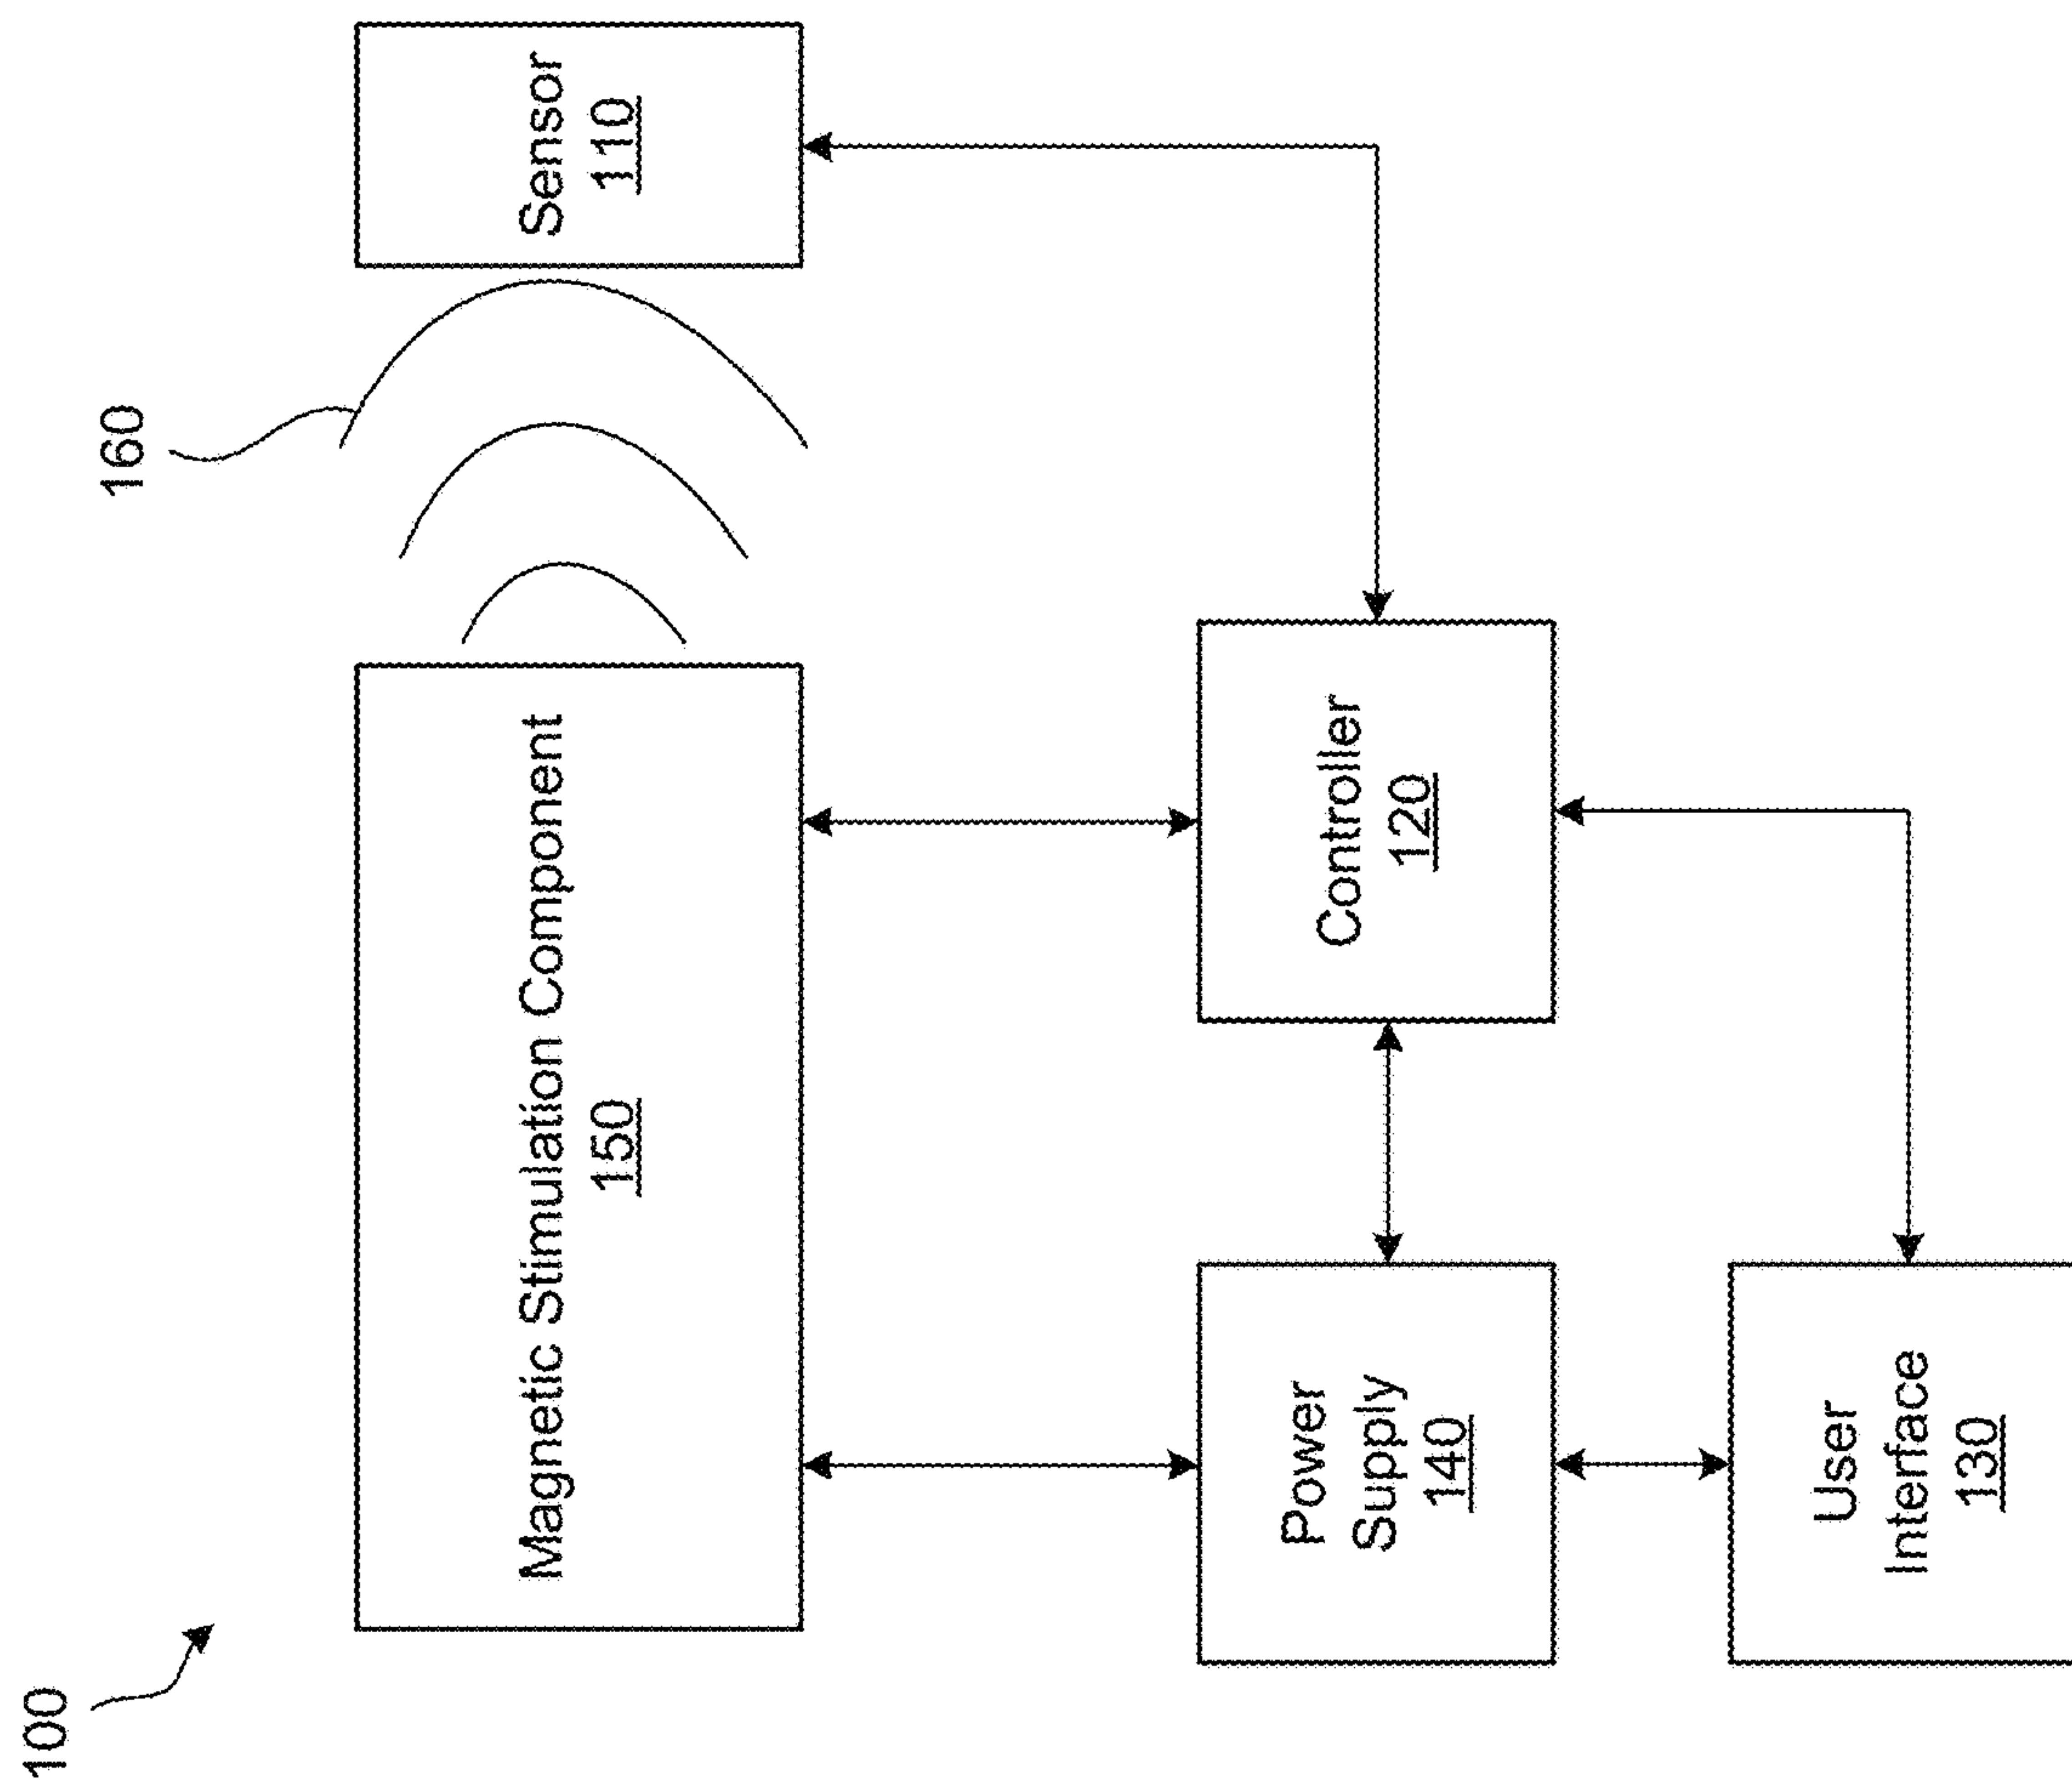 100
160
Magnetic Stimulation Component
150
Sensor
110
Power
Supply
140
Controller
120
User
Interface
130